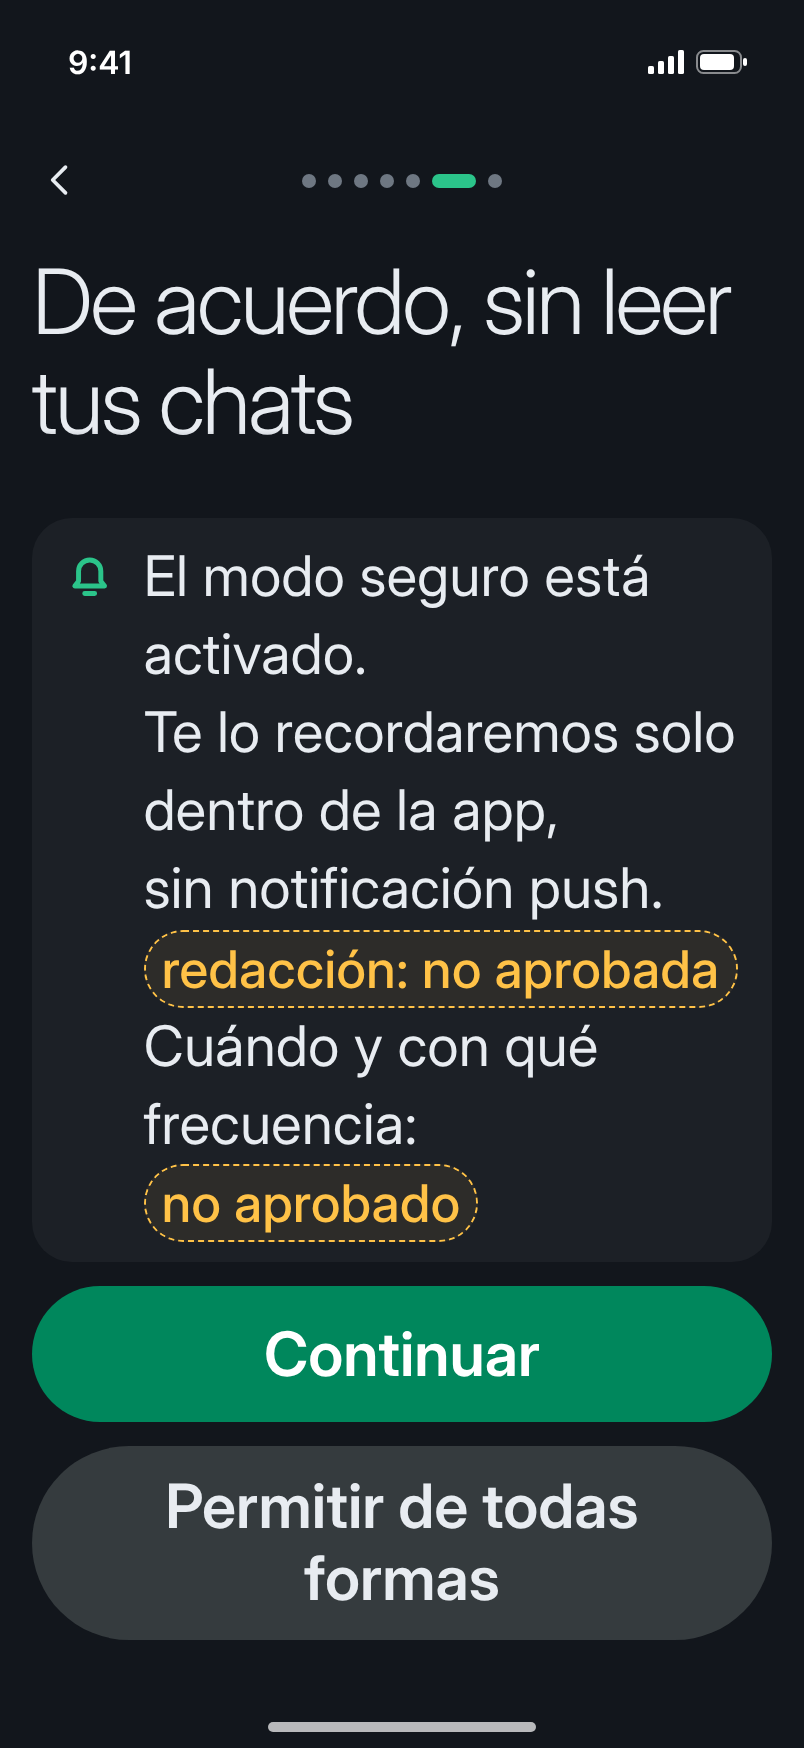 9:41
De acuerdo, sin leer
tus chats
El modo seguro está
activado.
Te lo recordaremos solo
dentro de la app,
sin notificación push.
redacción: no aprobada
Cuándo y con qué
frecuencia:
no aprobado
Continuar
Permitir de todas
formas